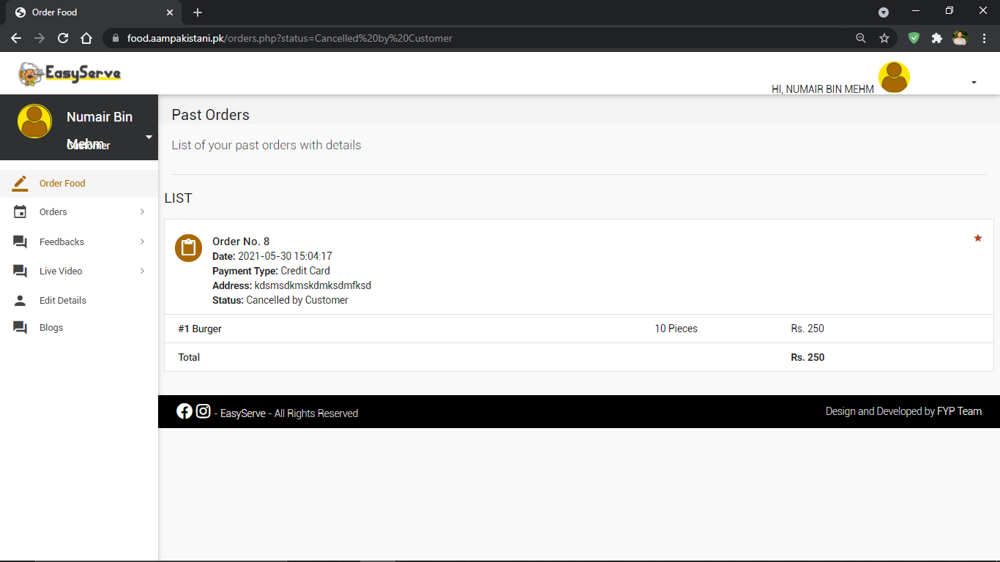 Order Food
food.aampakistani.pk/orders.php?status=Cancelled%20by%20Customer
EasyServe
HI, NUMAIR BIN MEHM
Numair Bin
Mehm
Customer
Order Food
Orders
Feedbacks
Live Video
Edit Details
Blogs
Past Orders
List of your past orders with details
LIST
Order No. 8
Date: 2021-05-30 15:04:17
Payment Type: Credit Card
Address: kdsmsdkmskdmksdmfksd
Status: Cancelled by Customer
#1 Burger 10 Pieces Rs. 250
Total Rs. 250
- EasyServe - All Rights Reserved
Design and Developed by FYP Team